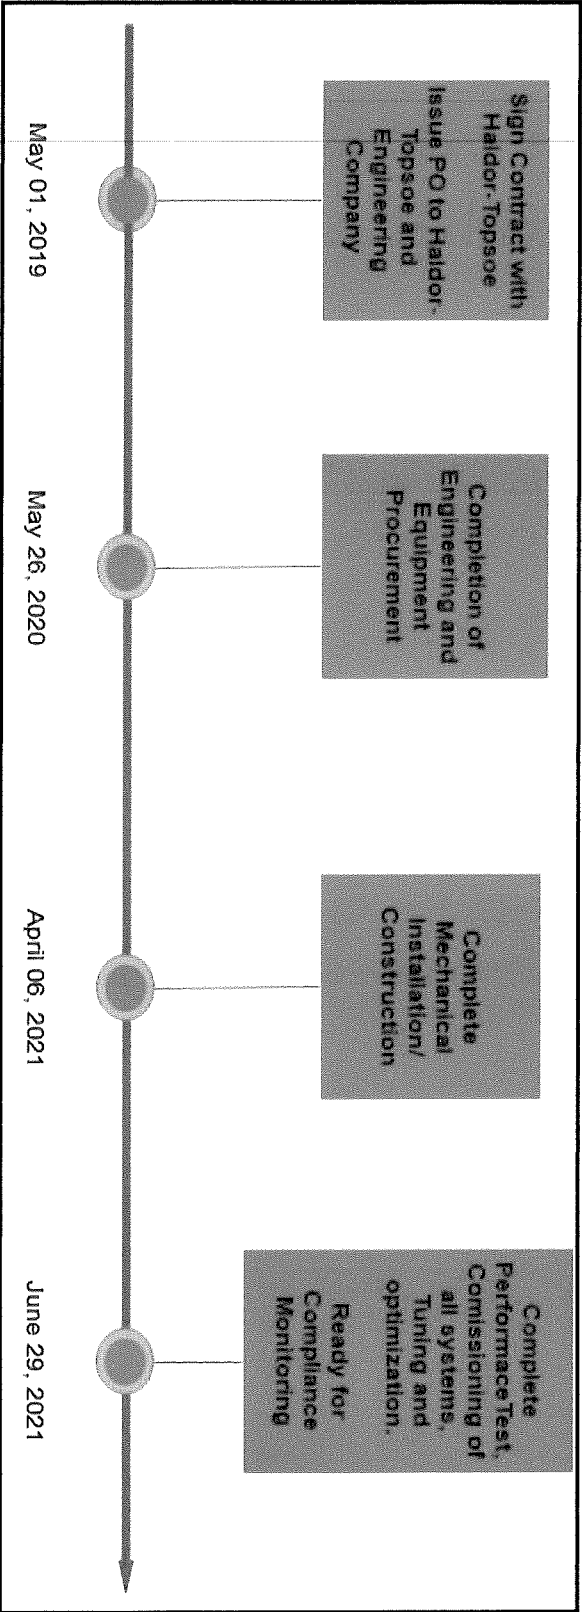 Sign Contract with
Haldor-Topsoe
Issue PO to Haldor-
Topsoe and
Engineering
Company
May 01, 2019
Completion of
Engineering and
Equipment
Procurement
May 26, 2020
Complete
Mechanical
Installation/
Construction
April 06, 2021
Complete
Performace Test,
Comissioning of
all systems,
Tuning and
optimization.
Ready for
Compliance
Monitoring
June 29, 2021